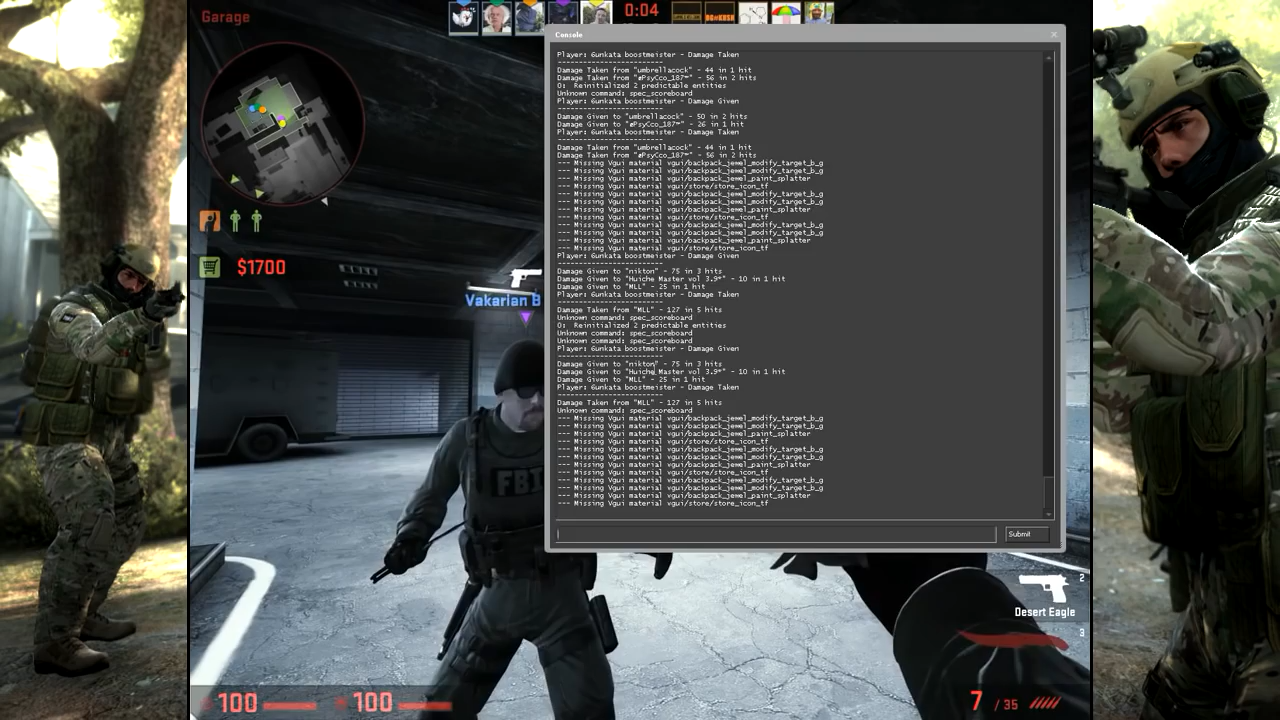 Garage
0:04
Console
Player: 6unkata boostmeister - Damage Taken
-------------------------
Damage Taken from "umbrellacock" - 44 in 1 hit
Damage Taken from "#PsyCco_187™" - 56 in 2 hits
0:  Reinitialized 2 predictable entities
Unknown command: spec_scoreboard
Player: 6unkata boostmeister - Damage Given
-------------------------
Damage Given to "umbrellacock" - 50 in 2 hits
Damage Given to "#PsyCco_187™" - 26 in 1 hit
Player: 6unkata boostmeister - Damage Taken
-------------------------
Damage Taken from "umbrellacock" - 44 in 1 hit
Damage Taken from "#PsyCco_187™" - 56 in 2 hits
--- Missing Vgui material vgui/backpack_jewel_modify_target_b_g
--- Missing Vgui material vgui/backpack_jewel_modify_target_b_g
--- Missing Vgui material vgui/backpack_jewel_paint_splatter
--- Missing Vgui material vgui/store/store_icon_tf
--- Missing Vgui material vgui/backpack_jewel_modify_target_b_g
--- Missing Vgui material vgui/backpack_jewel_modify_target_b_g
--- Missing Vgui material vgui/backpack_jewel_paint_splatter
--- Missing Vgui material vgui/store/store_icon_tf
--- Missing Vgui material vgui/backpack_jewel_modify_target_b_g
--- Missing Vgui material vgui/backpack_jewel_modify_target_b_g
--- Missing Vgui material vgui/backpack_jewel_paint_splatter
--- Missing Vgui material vgui/store/store_icon_tf
Player: 6unkata boostmeister - Damage Given
-------------------------
Damage Given to "nikton" - 75 in 3 hits
Damage Given to "Huiche Master vol 3.9*" - 10 in 1 hit
Damage Given to "MLL" - 25 in 1 hit
Player: 6unkata boostmeister - Damage Taken
-------------------------
Damage Taken from "MLL" - 127 in 5 hits
Unknown command: spec_scoreboard
0:  Reinitialized 2 predictable entities
Unknown command: spec_scoreboard
Unknown command: spec_scoreboard
Player: 6unkata boostmeister - Damage Given
-------------------------
Damage Given to "nikton" - 75 in 3 hits
Damage Given to "Huiche Master vol 3.9*" - 10 in 1 hit
Damage Given to "MLL" - 25 in 1 hit
Player: 6unkata boostmeister - Damage Taken
-------------------------
Damage Taken from "MLL" - 127 in 5 hits
Unknown command: spec_scoreboard
--- Missing Vgui material vgui/backpack_jewel_modify_target_b_g
--- Missing Vgui material vgui/backpack_jewel_modify_target_b_g
--- Missing Vgui material vgui/backpack_jewel_paint_splatter
--- Missing Vgui material vgui/store/store_icon_tf
--- Missing Vgui material vgui/backpack_jewel_modify_target_b_g
--- Missing Vgui material vgui/backpack_jewel_modify_target_b_g
--- Missing Vgui material vgui/backpack_jewel_paint_splatter
--- Missing Vgui material vgui/store/store_icon_tf
--- Missing Vgui material vgui/backpack_jewel_modify_target_b_g
--- Missing Vgui material vgui/backpack_jewel_modify_target_b_g
--- Missing Vgui material vgui/backpack_jewel_paint_splatter
--- Missing Vgui material vgui/store/store_icon_tf
Submit
$1700
Vakarian B
FBI
2
Desert Eagle
3
100
100
7 / 35